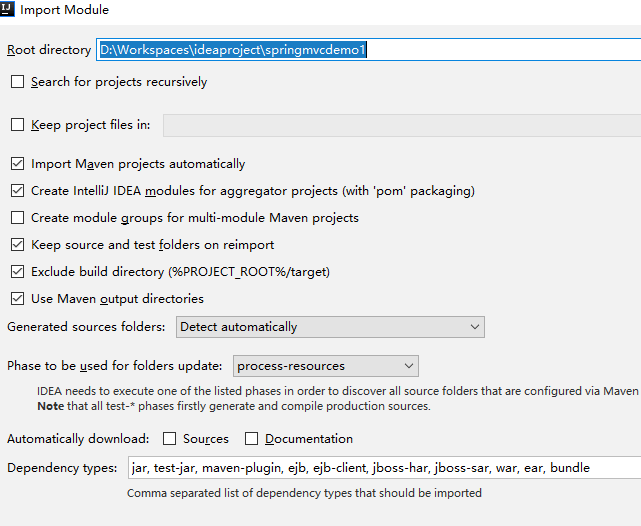 IJ Import Module
Root directory D:\Workspaces\ideaproject\springmvcdemo1
Search for projects recursively
Keep project files in:
Import Maven projects automatically
Create IntelliJ IDEA modules for aggregator projects (with 'pom' packaging)
Create module groups for multi-module Maven projects
Keep source and test folders on reimport
Exclude build directory (%PROJECT_ROOT%/target)
Use Maven output directories
Generated sources folders: Detect automatically
Phase to be used for folders update: process-resources
IDEA needs to execute one of the listed phases in order to discover all source folders that are configured via Maven
Note that all test-* phases firstly generate and compile production sources.
Automatically download: Sources Documentation
Dependency types: jar, test-jar, maven-plugin, ejb, ejb-client, jboss-har, jboss-sar, war, ear, bundle
Comma separated list of dependency types that should be imported